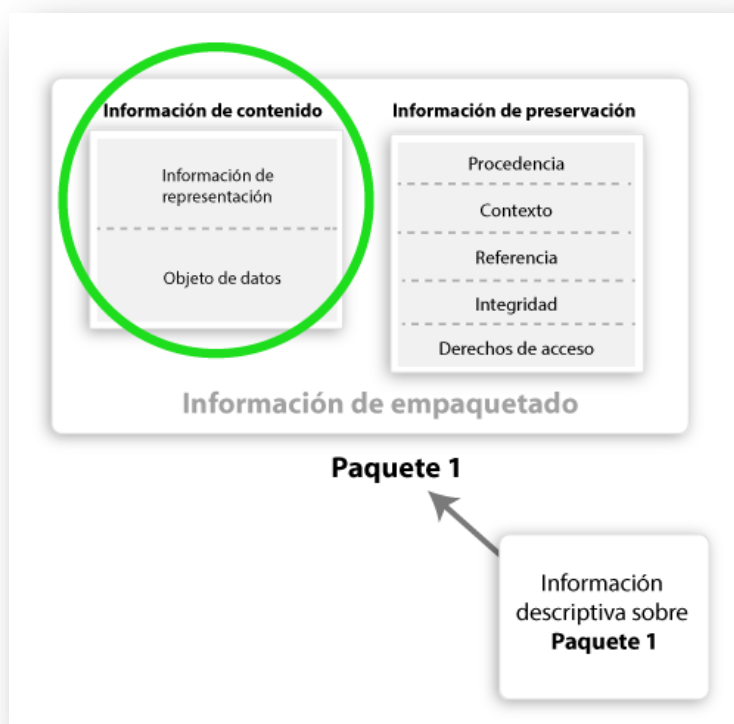 Información de contenido
Información de
representación
Objeto de datos
Información de preservación
Procedencia
Contexto
Referencia
Integridad
Derechos de acceso
Información de empaquetado
Paquete 1
Información
descriptiva sobre
Paquete 1